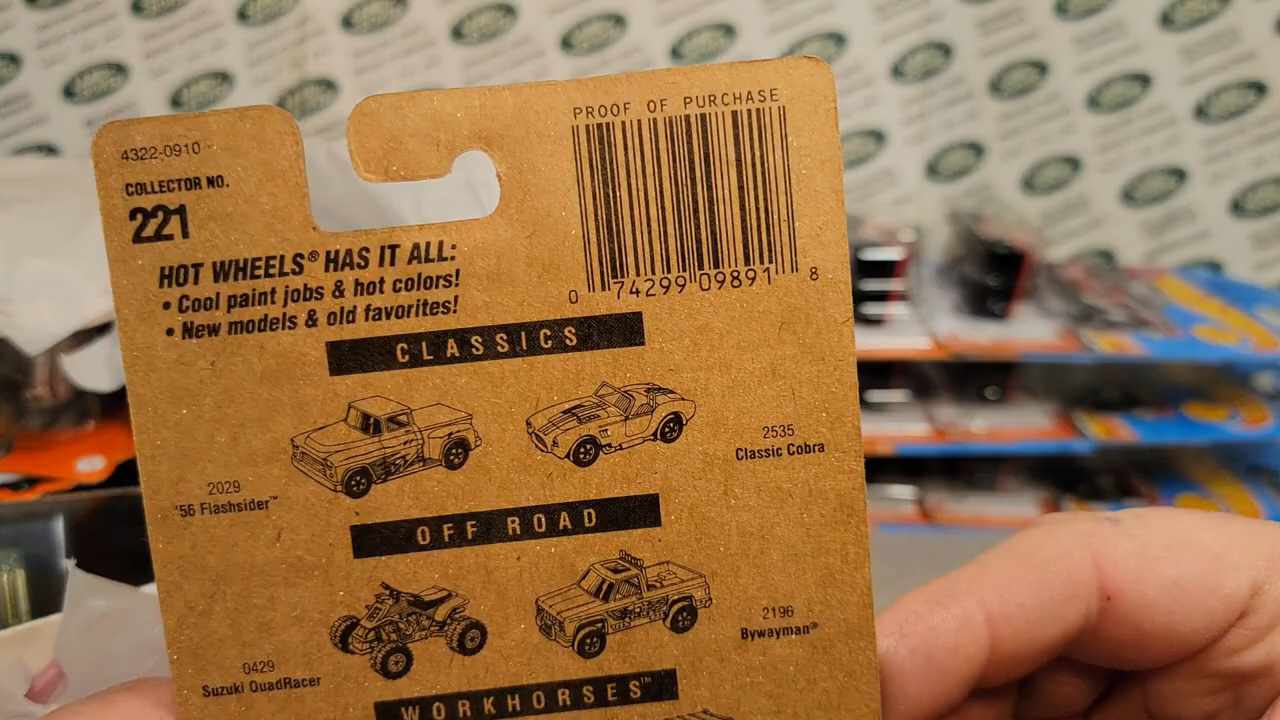 PROOF OF PURCHASE
4322-0910
COLLECTOR NO.
221
0 74299 09891 8
HOT WHEELS® HAS IT ALL:
• Cool paint jobs & hot colors!
• New models & old favorites!
CLASSICS
2029
'56 Flashsider™
2535
Classic Cobra
OFF ROAD
0429
Suzuki QuadRacer
2196
Bywayman®
WORKHORSES™